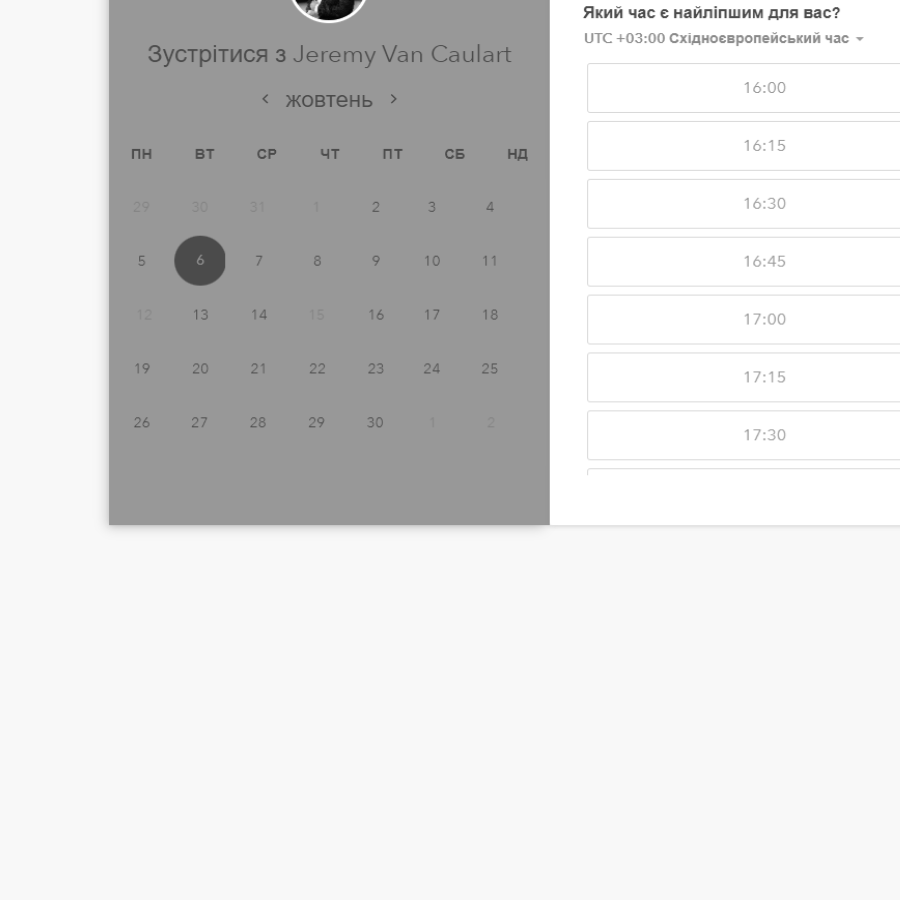 Зустрітися з Jeremy Van Caulart
жовтень
ПН ВТ СР ЧТ ПТ СБ НД
29 30 31 1 2 3 4
5 6 7 8 9 10 11
12 13 14 15 16 17 18
19 20 21 22 23 24 25
26 27 28 29 30 1 2
Який час є найліпшим для вас?
UTC +03:00 Східноєвропейський час
16:00
16:15
16:30
16:45
17:00
17:15
17:30